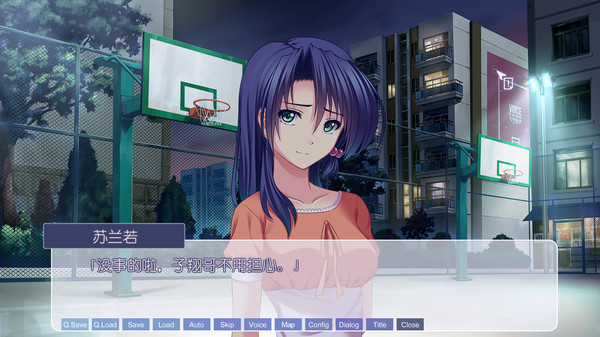 VOICE
苏兰若
「没事的啦，子翔哥不用担心。」
Q.Save Q.Load Save Load Auto Skip Voice Map Config Dialog Title Close